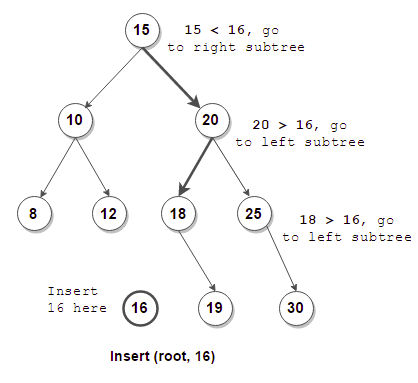 15
15 < 16, go
to right subtree
10
20
20 > 16, go
to left subtree
8
12
18
25
18 > 16, go
to left subtree
Insert
16 here
16
19
30
Insert (root, 16)